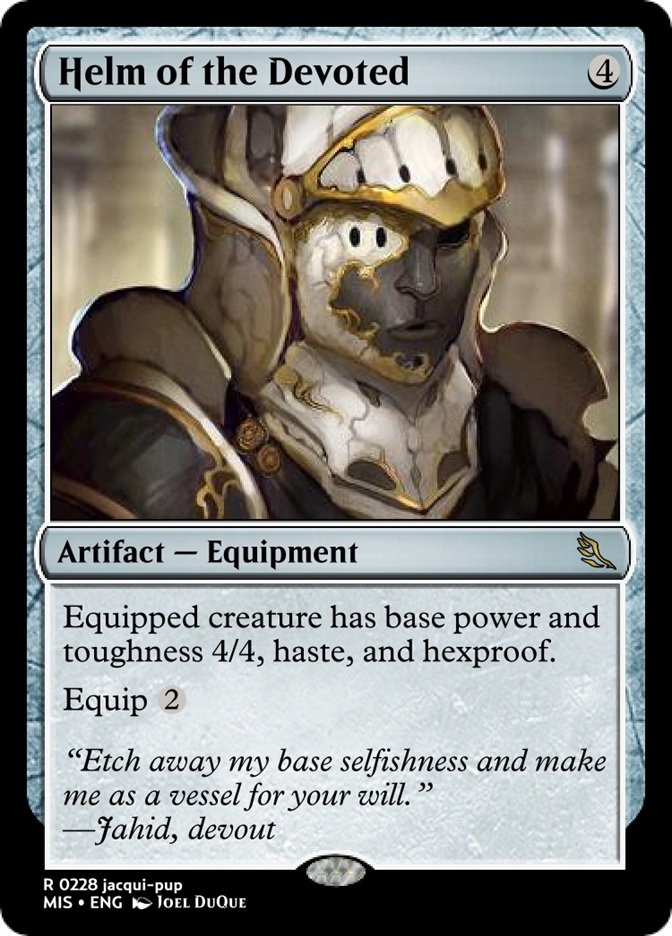 Helm of the Devoted 4
Artifact — Equipment
Equipped creature has base power and
toughness 4/4, haste, and hexproof.
Equip 2
“Etch away my base selfishness and make
me as a vessel for your will.”
—Jahid, devout
R 0228 jacqui-pup
MIS • ENG Joel DuQue